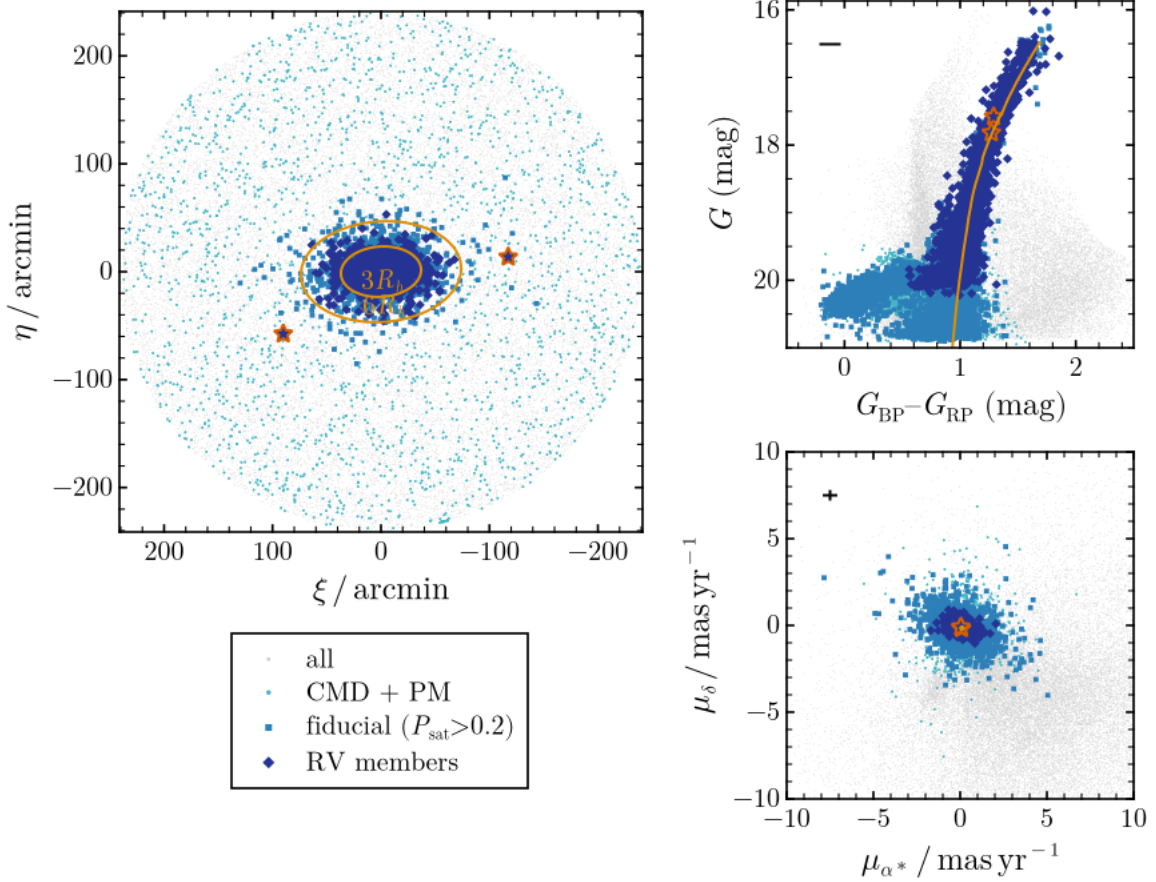 200
100
0
−100
−200
η / arcmin
3R_h
200 100 0 −100 −200
ξ / arcmin
all
CMD + PM
fiducial (P_sat>0.2)
RV members
16
18
20
G (mag)
0 1 2
G_BP–G_RP (mag)
10
5
0
−5
−10
μ_δ / mas yr^−1
−10 −5 0 5 10
μ_α* / mas yr^−1